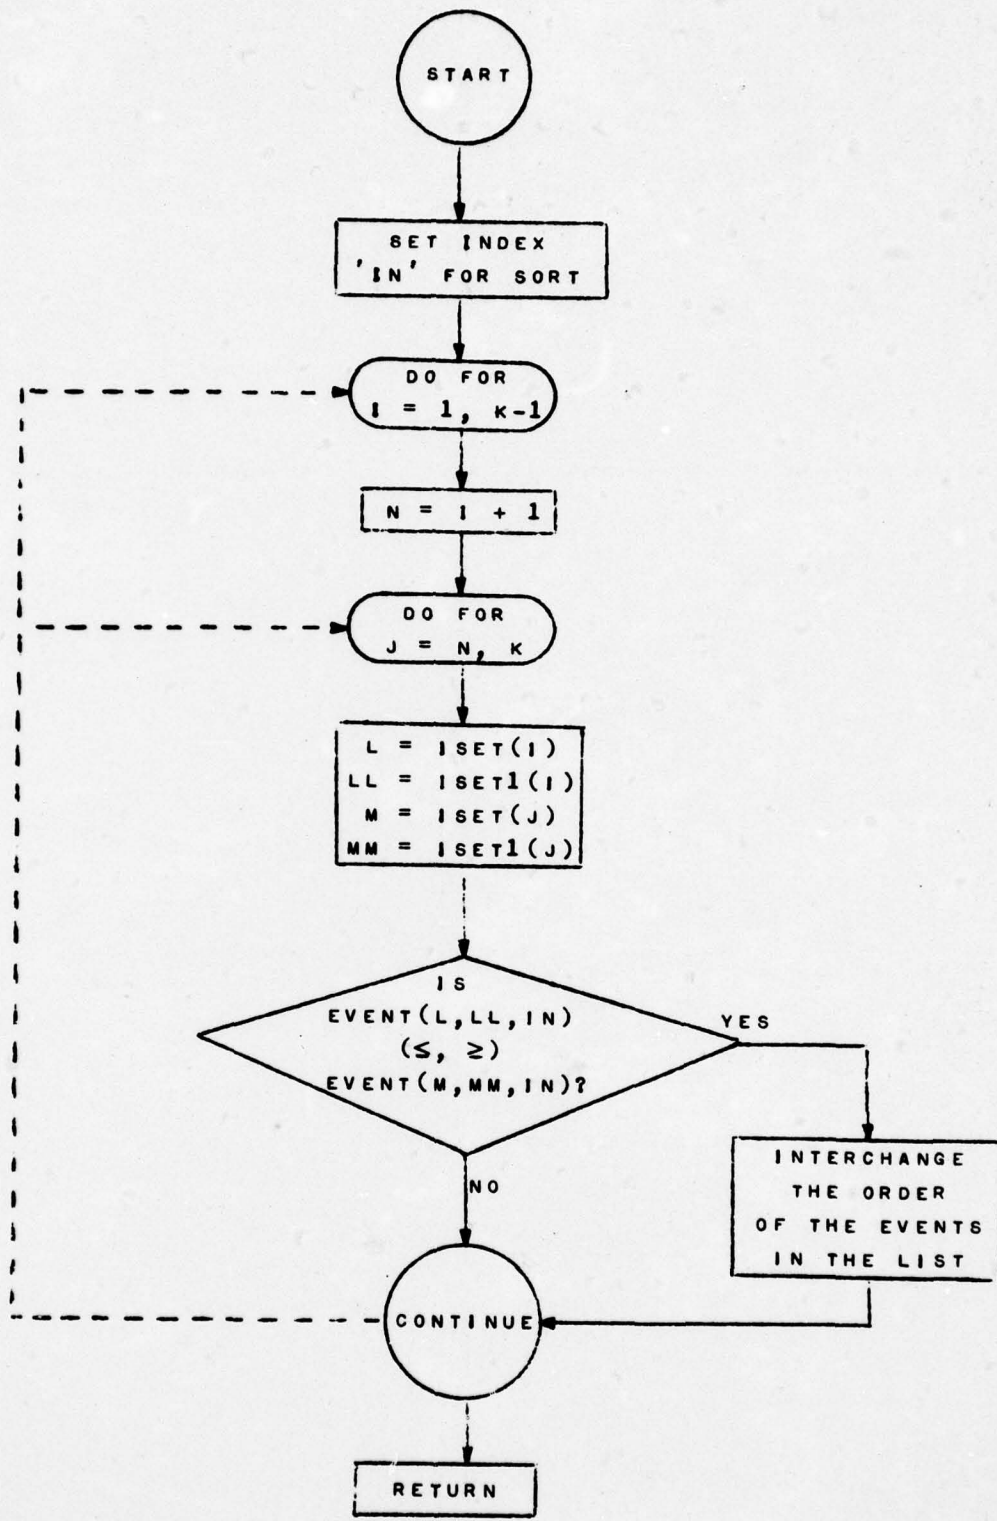 START
SET INDEX
'IN' FOR SORT
DO FOR
I = 1, K-1
N = I + 1
DO FOR
J = N, K
L = ISET(I)
LL = ISET1(I)
M = ISET(J)
MM = ISET1(J)
IS
EVENT(L,LL,IN)
(≤, ≥)
EVENT(M,MM,IN)?
YES
NO
INTERCHANGE
THE ORDER
OF THE EVENTS
IN THE LIST
CONTINUE
RETURN